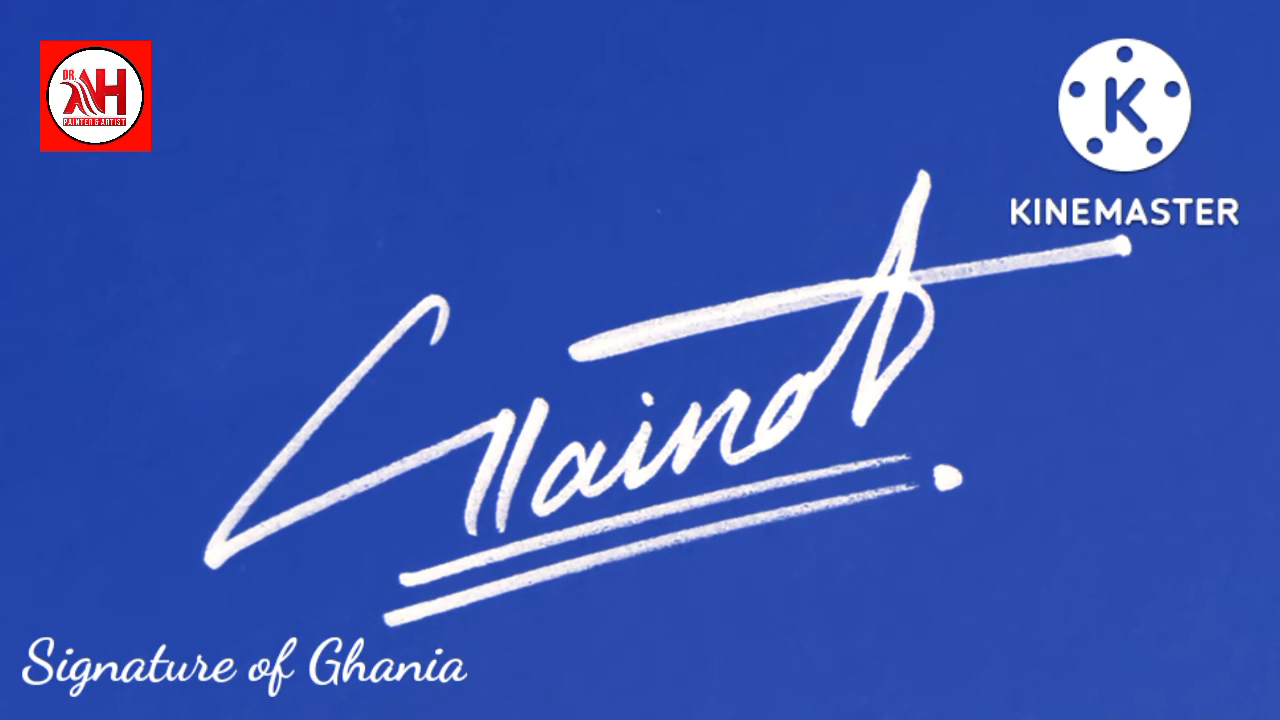 DR. AH
PAINTER & ARTIST
K
KINEMASTER
Signature of Ghania